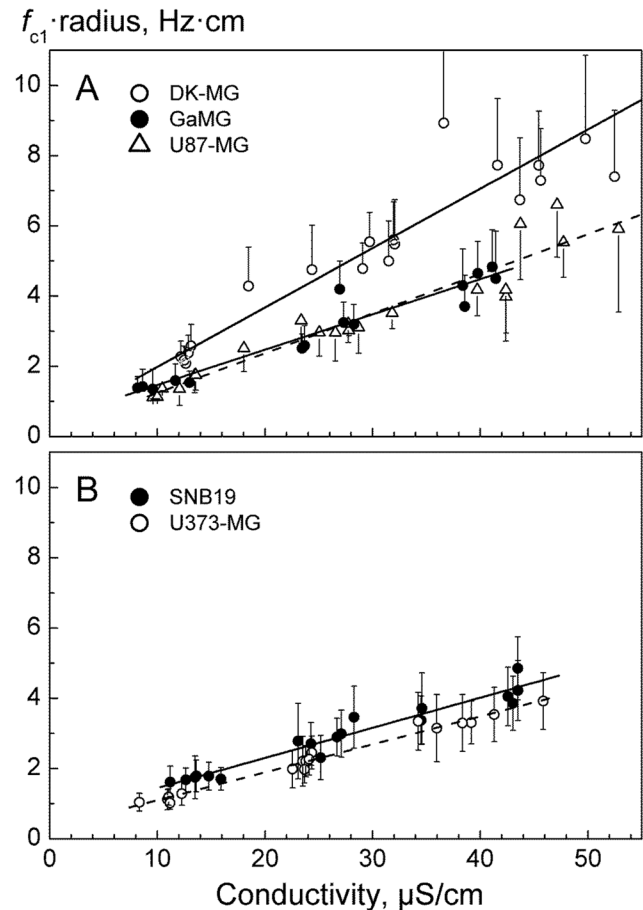 f c1·radius, Hz·cm
10
A
DK-MG
GaMG
8
U87-MG
6
4
2
0
10
B
SNB19
U373-MG
8
6
4
2
0
0 10 20 30 40 50
Conductivity, µS/cm